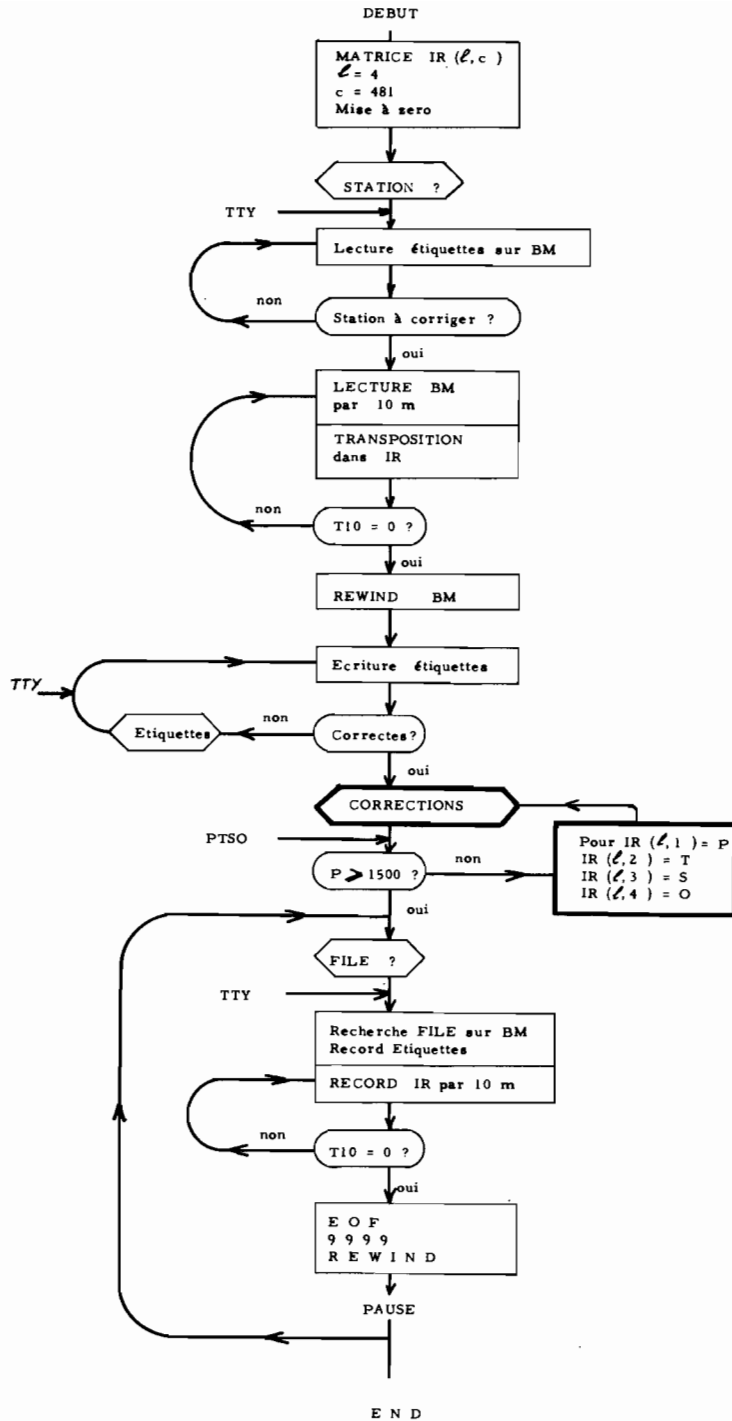 DEBUT
MATRICE IR (ℓ,c )
ℓ = 4
c = 481
Mise à zero
STATION ?
TTY
Lecture étiquettes sur BM
non
Station à corriger ?
oui
LECTURE BM
par 10 m
TRANSPOSITION
dans IR
non
T10 = 0 ?
oui
REWIND BM
TTY
Ecriture étiquettes
Etiquettes
non
Correctes?
oui
CORRECTIONS
PTSO
P ⩾ 1500 ?
non
Pour IR (ℓ,1 ) = P
IR (ℓ,2 ) = T
IR (ℓ,3 ) = S
IR (ℓ,4 ) = O
oui
FILE ?
TTY
Recherche FILE sur BM
Record Etiquettes
RECORD IR par 10 m
non
T10 = 0 ?
oui
E O F
9 9 9 9
R E W I N D
PAUSE
E N D